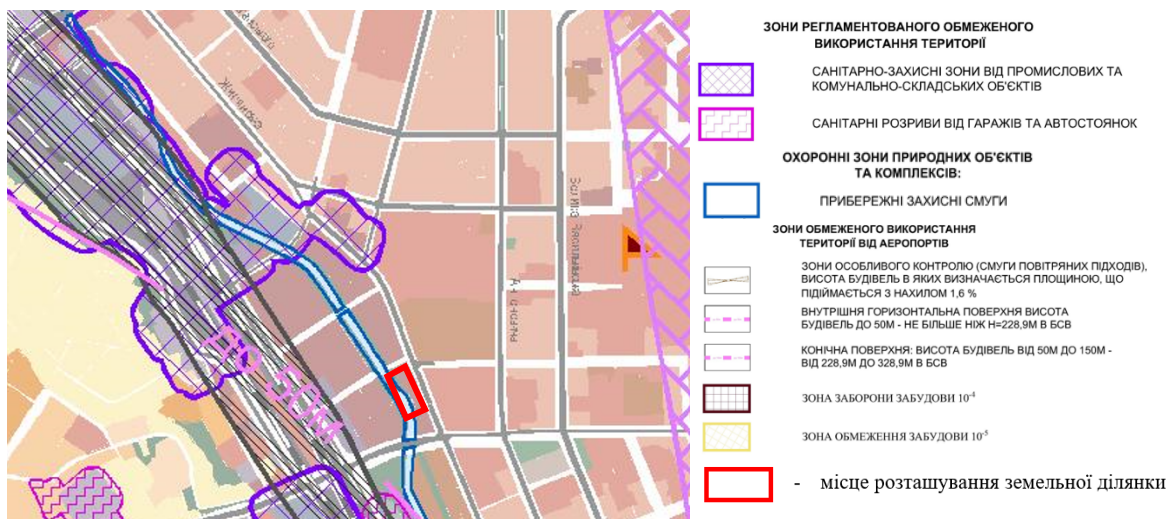 Жилянська
ДО 50М
ЗОНИ РЕГЛАМЕНТОВАНОГО ОБМЕЖЕНОГО
ВИКОРИСТАННЯ ТЕРИТОРІЇ
САНІТАРНО-ЗАХИСНІ ЗОНИ ВІД ПРОМИСЛОВИХ ТА
КОМУНАЛЬНО-СКЛАДСЬКИХ ОБ'ЄКТІВ
САНІТАРНІ РОЗРИВИ ВІД ГАРАЖІВ ТА АВТОСТОЯНОК
ОХОРОННІ ЗОНИ ПРИРОДНИХ ОБ'ЄКТІВ
ТА КОМПЛЕКСІВ:
ПРИБЕРЕЖНІ ЗАХИСНІ СМУГИ
ЗОНИ ОБМЕЖЕНОГО ВИКОРИСТАННЯ
ТЕРИТОРІЇ ВІД АЕРОПОРТІВ
ЗОНИ ОСОБЛИВОГО КОНТРОЛЮ (СМУГИ ПОВІТРЯНИХ ПІДХОДІВ),
ВИСОТА БУДІВЕЛЬ В ЯКИХ ВИЗНАЧАЄТЬСЯ ПЛОЩИНОЮ, ЩО
ПІДІЙМАЄТЬСЯ З НАХИЛОМ 1,6 %
ВНУТРІШНЯ ГОРИЗОНТАЛЬНА ПОВЕРХНЯ ВИСОТА
БУДІВЕЛЬ ДО 50М - НЕ БІЛЬШЕ НІЖ Н=228,9М В БСВ
КОНІЧНА ПОВЕРХНЯ: ВИСОТА БУДІВЕЛЬ ВІД 50М ДО 150М -
ВІД 228,9М ДО 328,9М В БСВ
ЗОНА ЗАБОРОНИ ЗАБУДОВИ 10⁻⁴
ЗОНА ОБМЕЖЕННЯ ЗАБУДОВИ 10⁻⁵
- місце розташування земельної ділянки